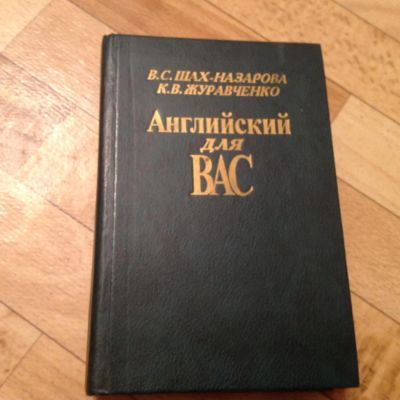 В.С. ШАХ-НАЗАРОВА
К.В. ЖУРАВЧЕНКО
Английский
для
ВАС